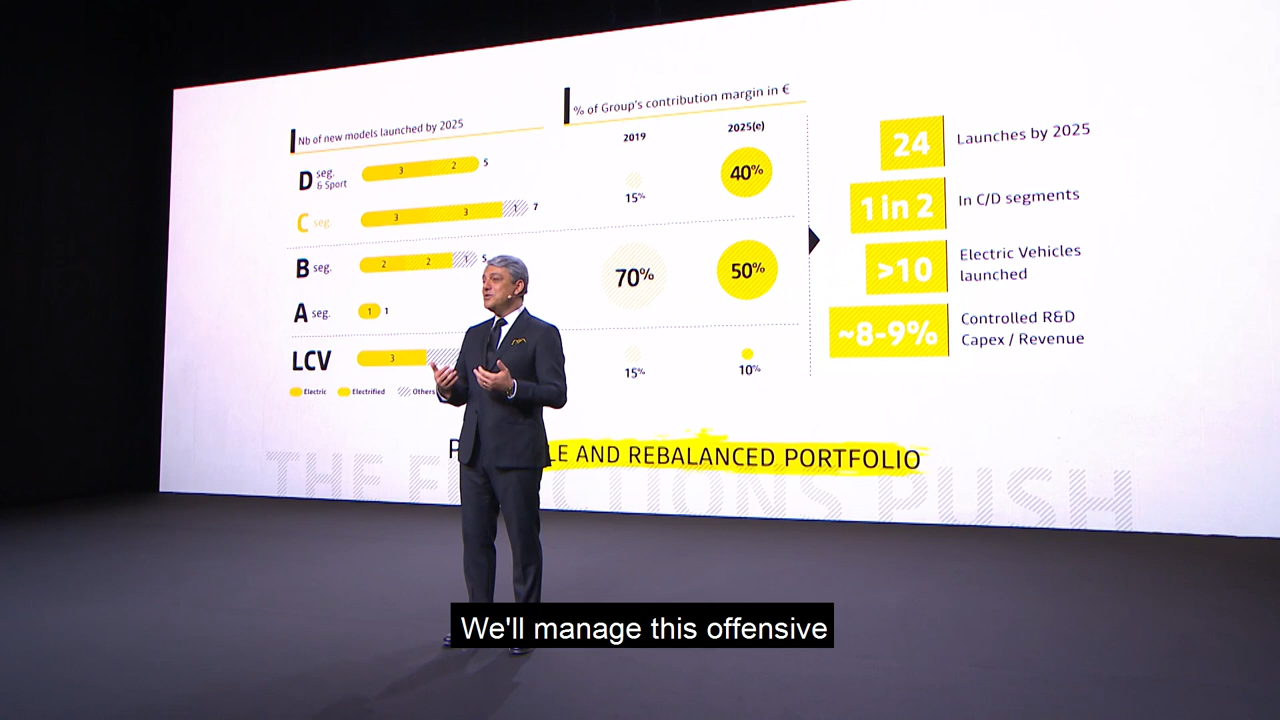 Nb of new models launched by 2025
% of Group's contribution margin in €
2019
2025(e)
D seg. & Sport
3 2 5
15%
40%
C seg.
3 3 1 7
B seg.
2 2 1 5
70%
50%
A seg.
1 1
LCV
3
15%
10%
Electric Electrified Others
24
Launches by 2025
1 in 2
In C/D segments
>10
Electric Vehicles
launched
~8-9%
Controlled R&D
Capex / Revenue
AND REBALANCED PORTFOLIO
THE PUSH
We'll manage this offensive